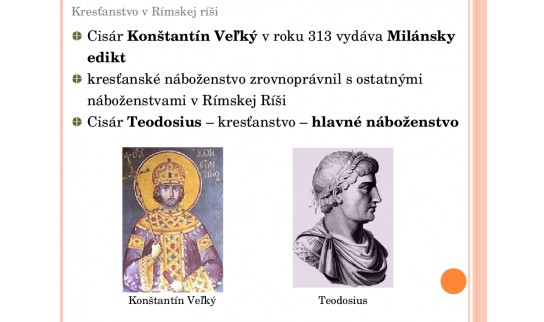 Kresťanstvo v Rímskej ríši
Cisár Konštantín Veľký v roku 313 vydáva Milánsky
edikt
kresťanské náboženstvo zrovnoprávnil s ostatnými
náboženstvami v Rímskej Ríši
Cisár Teodosius – kresťanstvo – hlavné náboženstvo
Konštantín Veľký
Teodosius